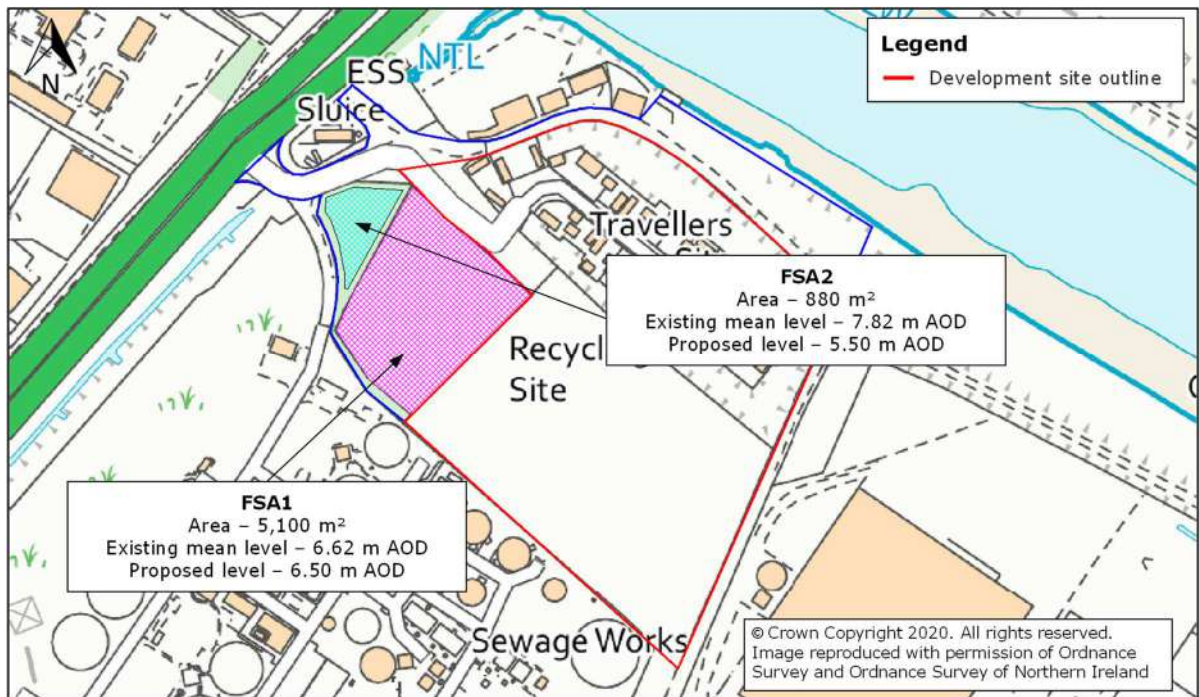 N
ESS
NTL
Sluice
Legend
Development site outline
Travellers
FSA2
Area – 880 m²
Existing mean level – 7.82 m AOD
Proposed level – 5.50 m AOD
Recycl
Site
FSA1
Area – 5,100 m²
Existing mean level – 6.62 m AOD
Proposed level – 6.50 m AOD
Sewage Works
© Crown Copyright 2020. All rights reserved.
Image reproduced with permission of Ordnance
Survey and Ordnance Survey of Northern Ireland